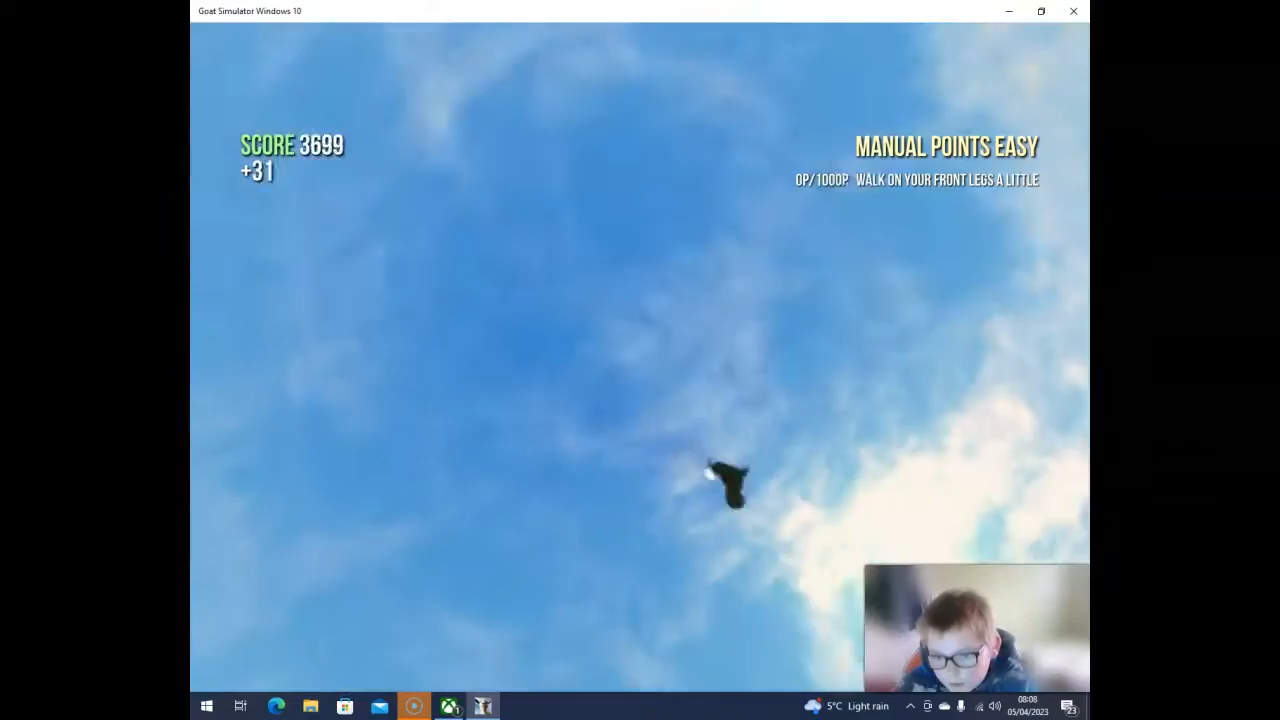 Goat Simulator Windows 10
SCORE 3699
+31
MANUAL POINTS EASY
0P/1000P WALK ON YOUR FRONT LEGS A LITTLE
5°C Light rain
08:08
05/04/2023
23